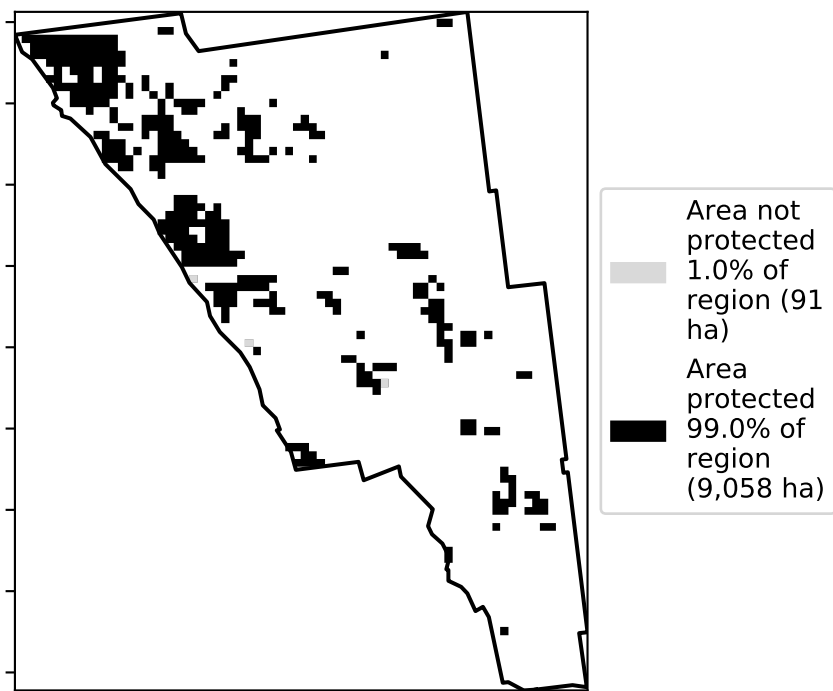 Area not
protected
1.0% of
region (91
ha)
Area
protected
99.0% of
region
(9,058 ha)